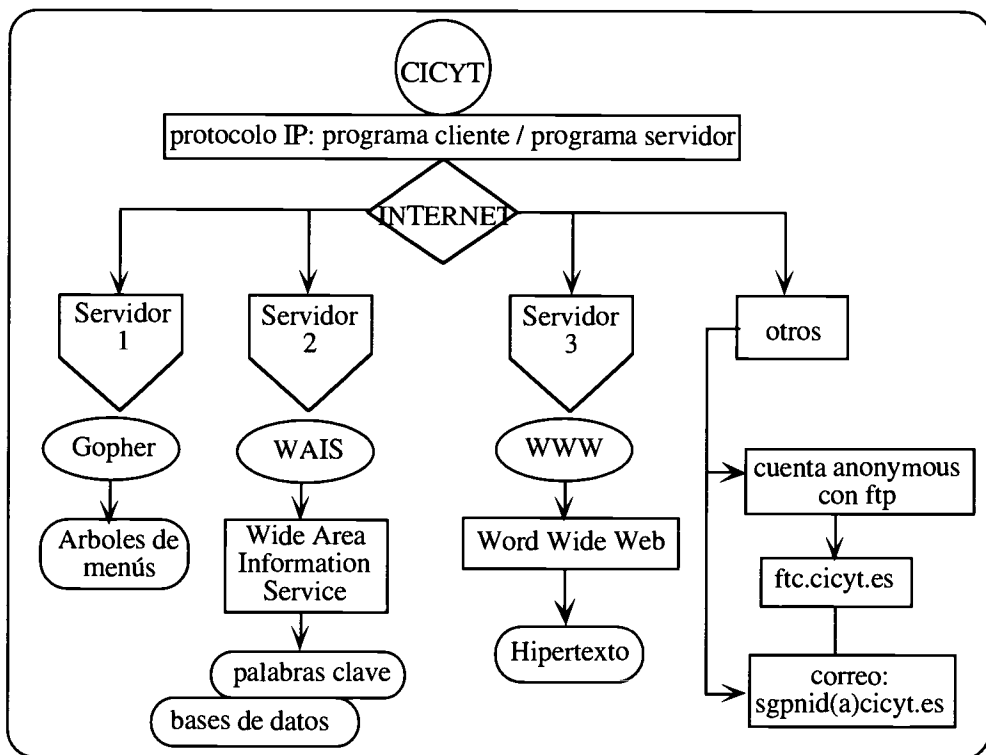 CICYT
protocolo IP: programa cliente / programa servidor
INTERNET
Servidor
1
Servidor
2
Servidor
3
otros
Gopher
WAIS
WWW
cuenta anonymous
con ftp
Arboles de
menús
Wide Area
Information
Service
Word Wide Web
ftc.cicyt.es
palabras clave
bases de datos
Hipertexto
correo:
sgpnid(a)cicyt.es